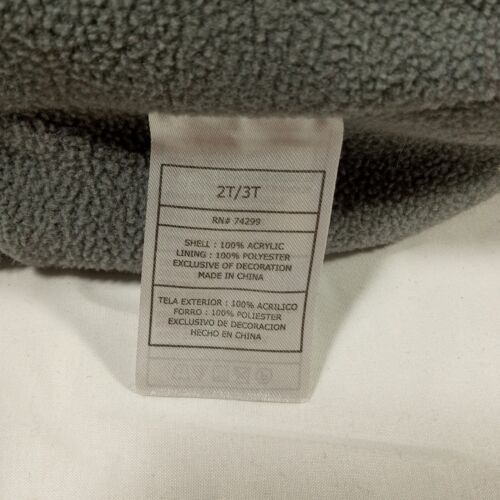 2T/3T
RN# 74299
SHELL : 100% ACRYLIC
LINING : 100% POLYESTER
EXCLUSIVE OF DECORATION
MADE IN CHINA
TELA EXTERIOR : 100% ACRILICO
FORRO : 100% POLIESTER
EXCLUSIVO DE DECORACION
HECHO EN CHINA